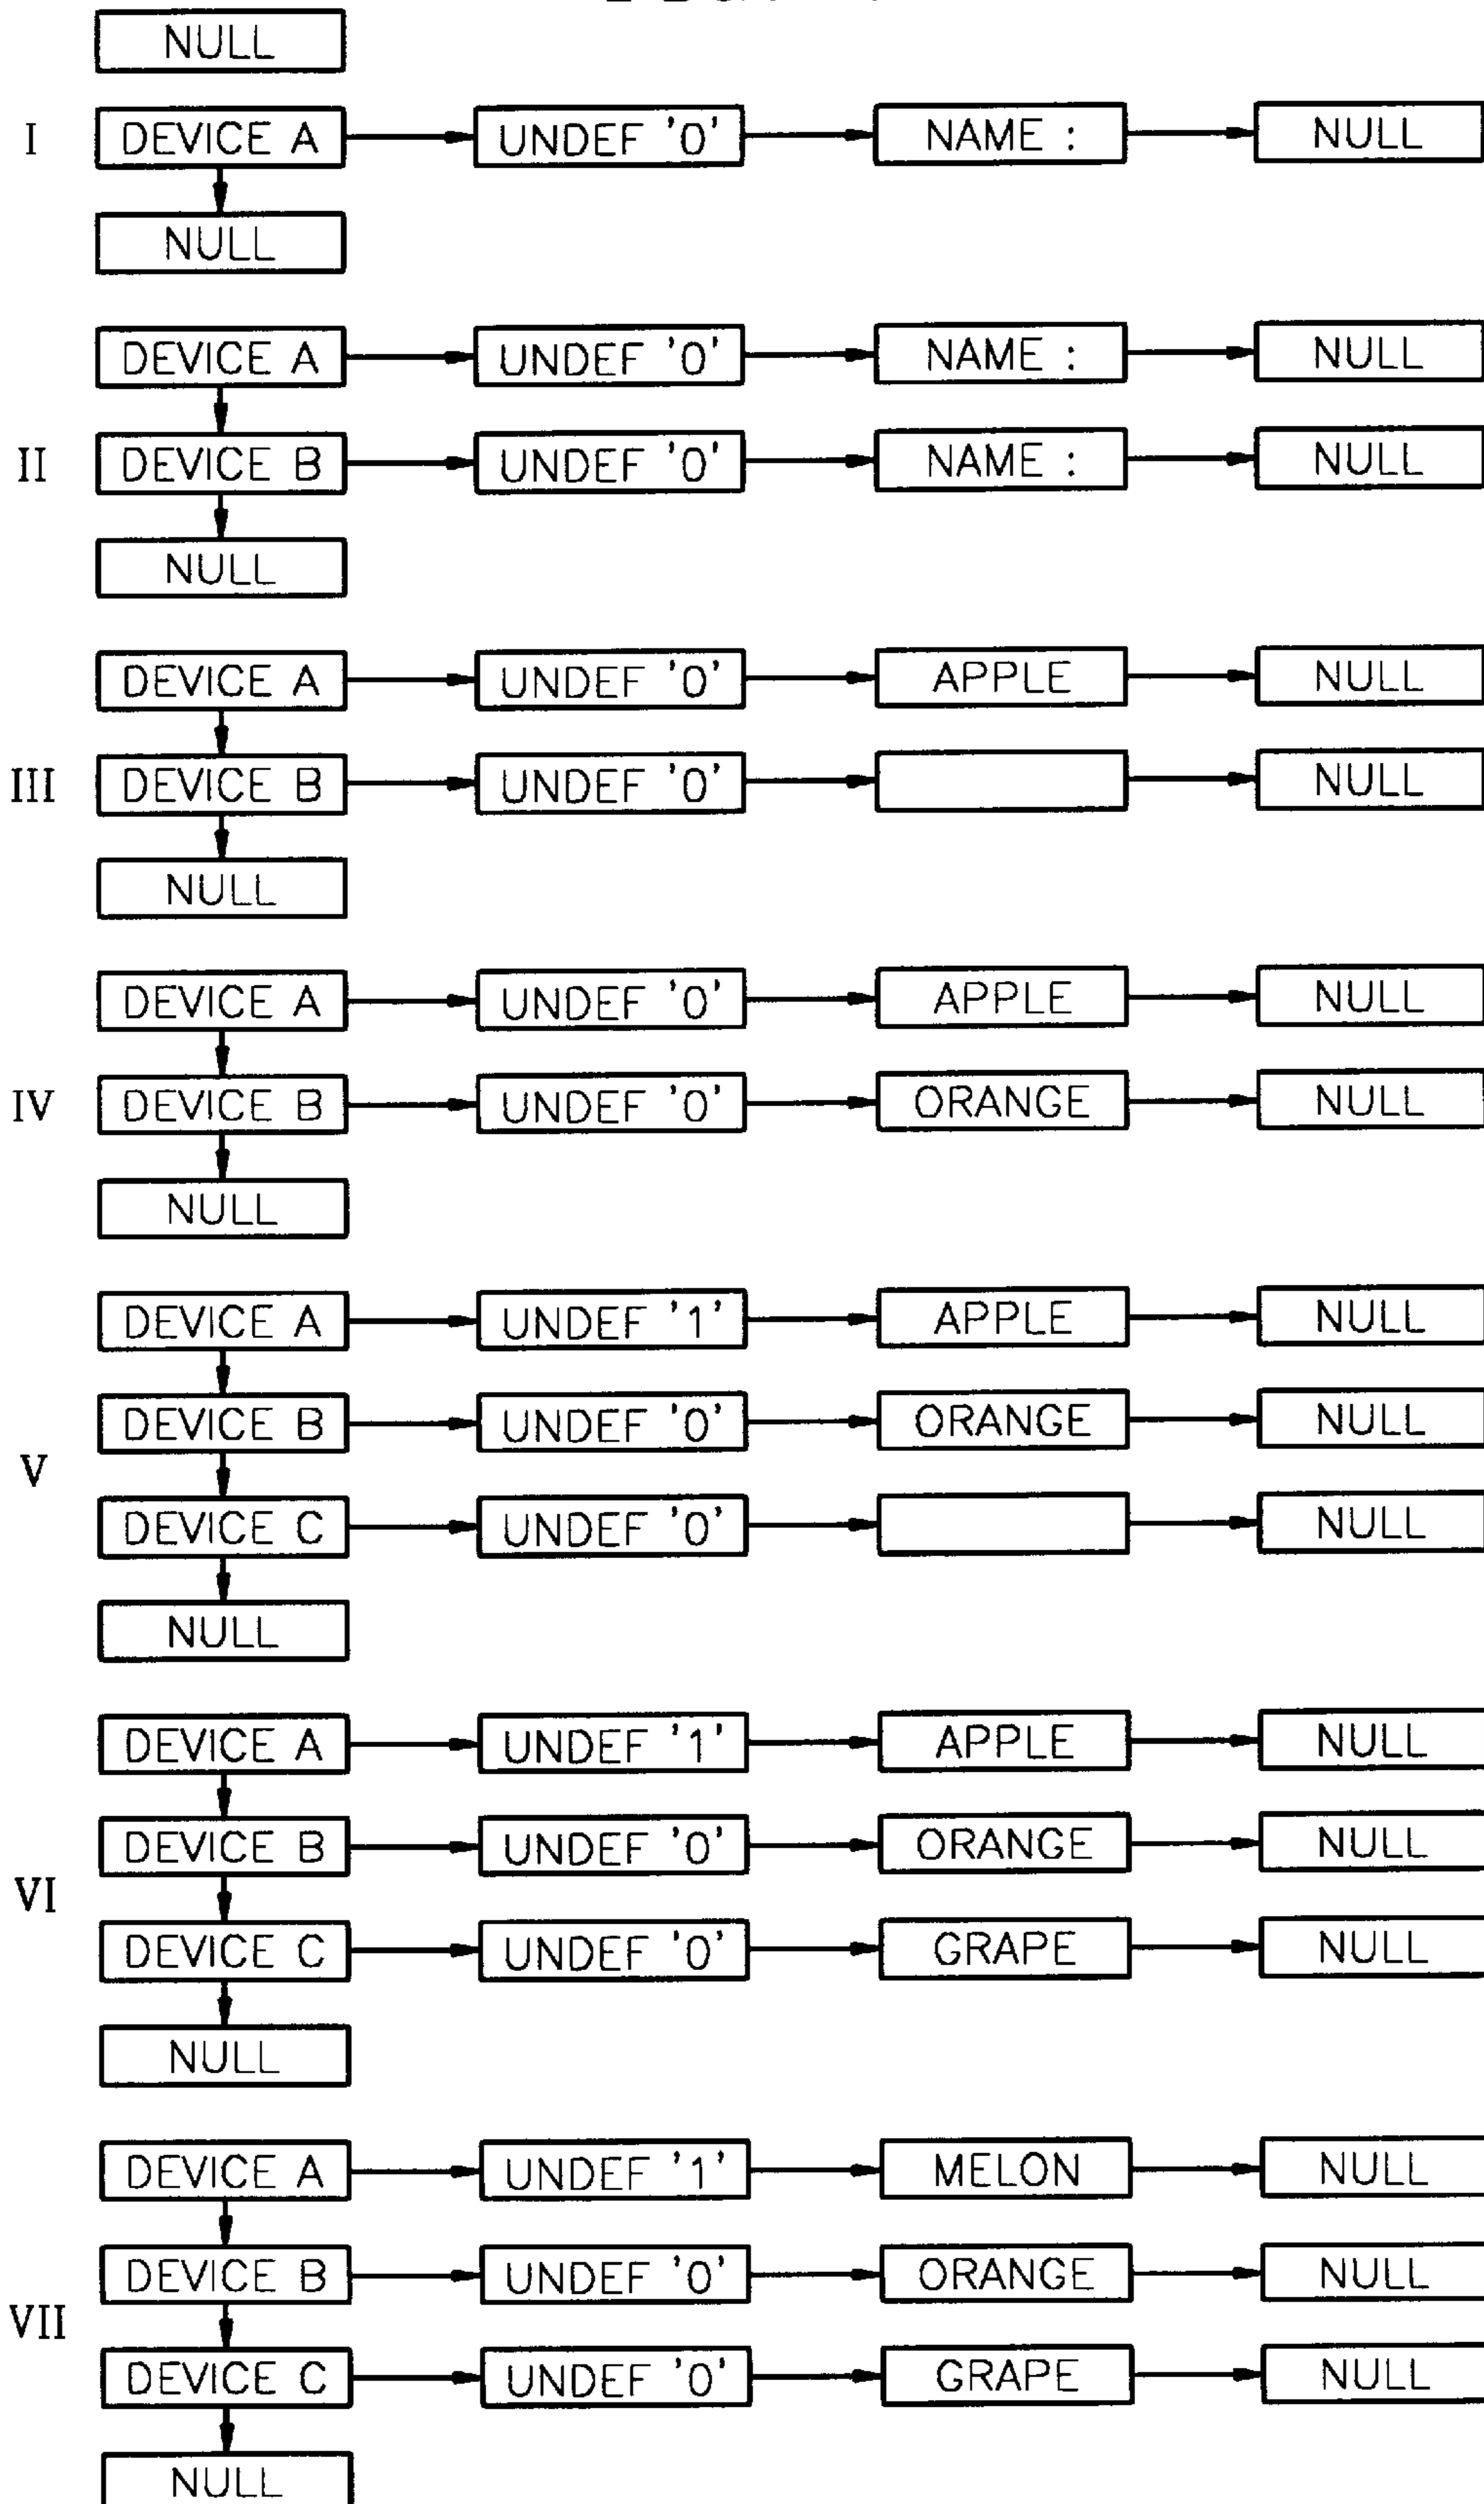 NULL
I DEVICE A UNDEF '0' NAME : NULL
NULL
DEVICE A UNDEF '0' NAME : NULL
II DEVICE B UNDEF '0' NAME : NULL
NULL
DEVICE A UNDEF '0' APPLE NULL
III DEVICE B UNDEF '0' NULL
NULL
DEVICE A UNDEF '0' APPLE NULL
IV DEVICE B UNDEF '0' ORANGE NULL
NULL
DEVICE A UNDEF '1' APPLE NULL
DEVICE B UNDEF '0' ORANGE NULL
V
DEVICE C UNDEF '0' NULL
NULL
DEVICE A UNDEF '1' APPLE NULL
DEVICE B UNDEF '0' ORANGE NULL
VI
DEVICE C UNDEF '0' GRAPE NULL
NULL
DEVICE A UNDEF '1' MELON NULL
DEVICE B UNDEF '0' ORANGE NULL
VII
DEVICE C UNDEF '0' GRAPE NULL
NULL